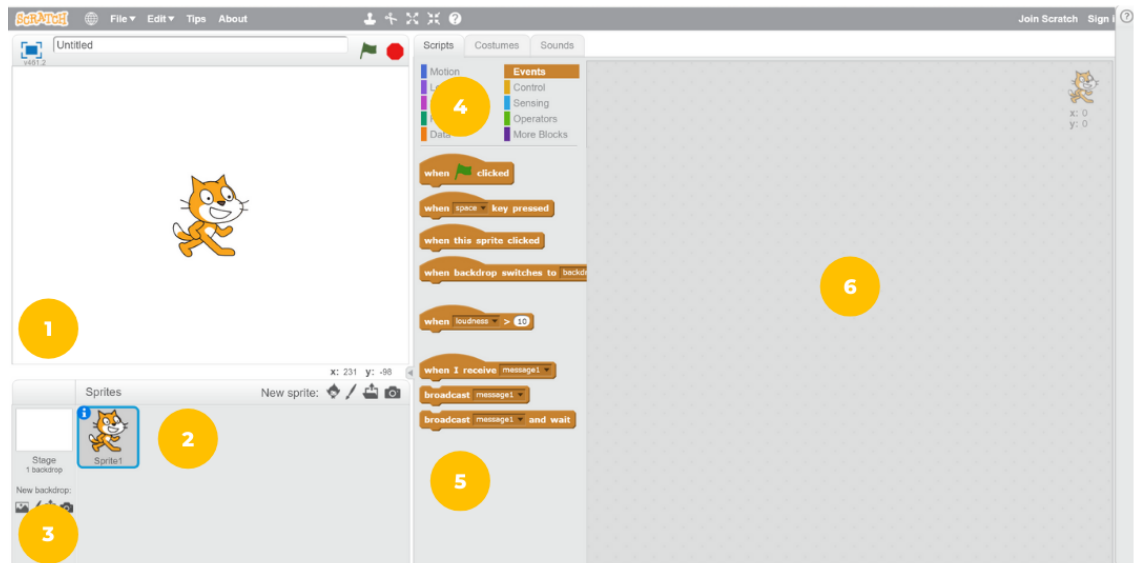 SCRATCH File Edit Tips About
Join Scratch
Untitled
v461.2
Scripts Costumes Sounds
Motion Events
Control
Sensing
Operators
Data More Blocks
4
x: 0
y: 0
when clicked
when space key pressed
when this sprite clicked
when backdrop switches to
when loudness > 10
when I receive message1
broadcast message1
broadcast message1 and wait
1
6
x: 231 y: -98
Sprites New sprite:
2
Stage
1 backdrop
Sprite1
New backdrop:
3
5